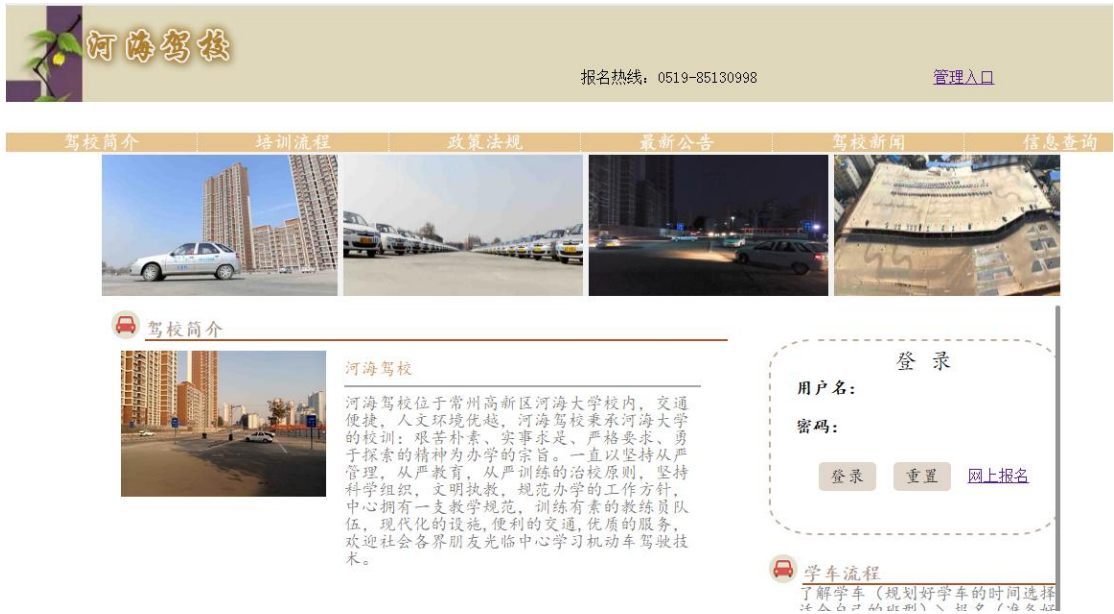 河海驾校
报名热线：0519-85130998
管理入口
驾校简介
培训流程
政策法规
最新公告
驾校新闻
信息查询
驾校简介
河海驾校
河海驾校位于常州高新区河海大学校内，交通
便捷，人文环境优越，河海驾校秉承河海大学
的校训：艰苦朴素、实事求是、严格要求、勇
于探索的精神为办学的宗旨。一直以坚持从严
管理，从严教育，从严训练的治校原则，坚持
科学组织，文明执教，规范办学的工作方针，
中心拥有一支教学规范，训练有素的教练员队
伍，现代化的设施,便利的交通,优质的服务，
欢迎社会各界朋友光临中心学习机动车驾驶技
术。
登 录
用户名:
密码:
登录
重置
网上报名
学车流程
了解学车（规划好学车的时间选择
适合自己的班型）> 报名（准备好